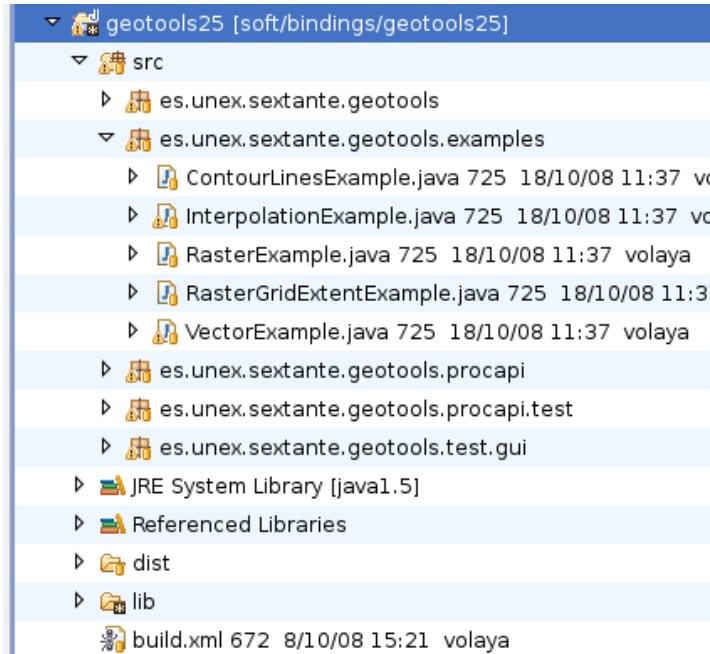 geotools25 [soft/bindings/geotools25]
src
es.unex.sextante.geotools
es.unex.sextante.geotools.examples
ContourLinesExample.java 725 18/10/08 11:37
InterpolationExample.java 725 18/10/08 11:37
RasterExample.java 725 18/10/08 11:37 volaya
RasterGridExtentExample.java 725 18/10/08
VectorExample.java 725 18/10/08 11:37 volaya
es.unex.sextante.geotools.procapi
es.unex.sextante.geotools.procapi.test
es.unex.sextante.geotools.test.gui
JRE System Library [java1.5]
Referenced Libraries
dist
lib
build.xml 672 8/10/08 15:21 volaya